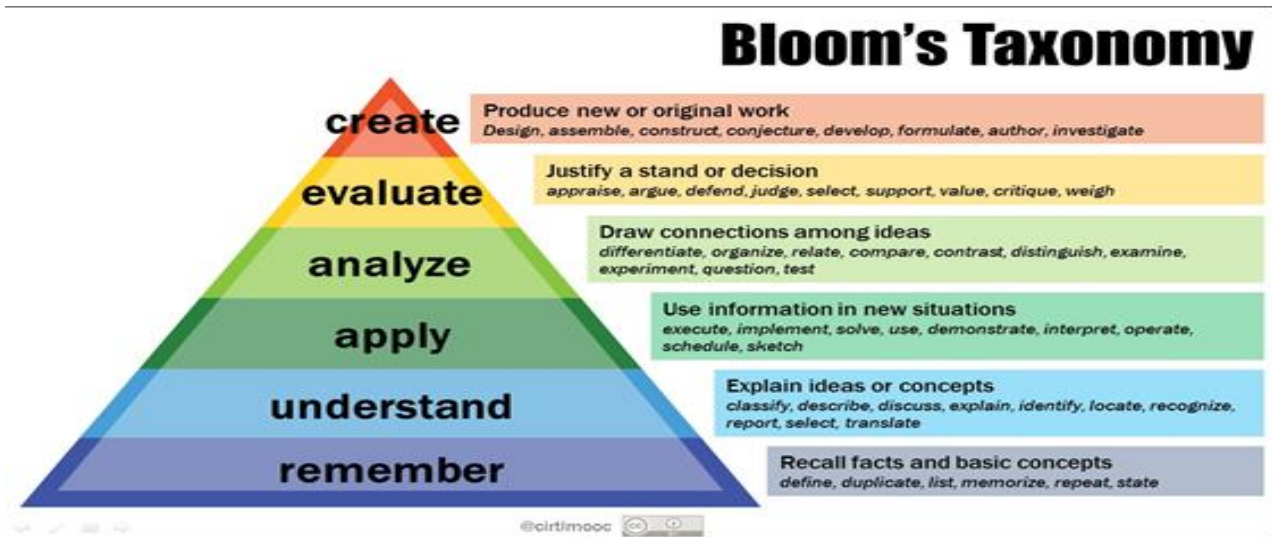 Bloom's Taxonomy
create
Produce new or original work
Design, assemble, construct, conjecture, develop, formulate, author, investigate
evaluate
Justify a stand or decision
appraise, argue, defend, judge, select, support, value, critique, weigh
analyze
Draw connections among ideas
differentiate, organize, relate, compare, contrast, distinguish, examine,
experiment, question, test
apply
Use information in new situations
execute, implement, solve, use, demonstrate, interpret, operate,
schedule, sketch
understand
Explain ideas or concepts
classify, describe, discuss, explain, identify, locate, recognize,
report, select, translate
remember
Recall facts and basic concepts
define, duplicate, list, memorize, repeat, state
@cirtlmooc cc